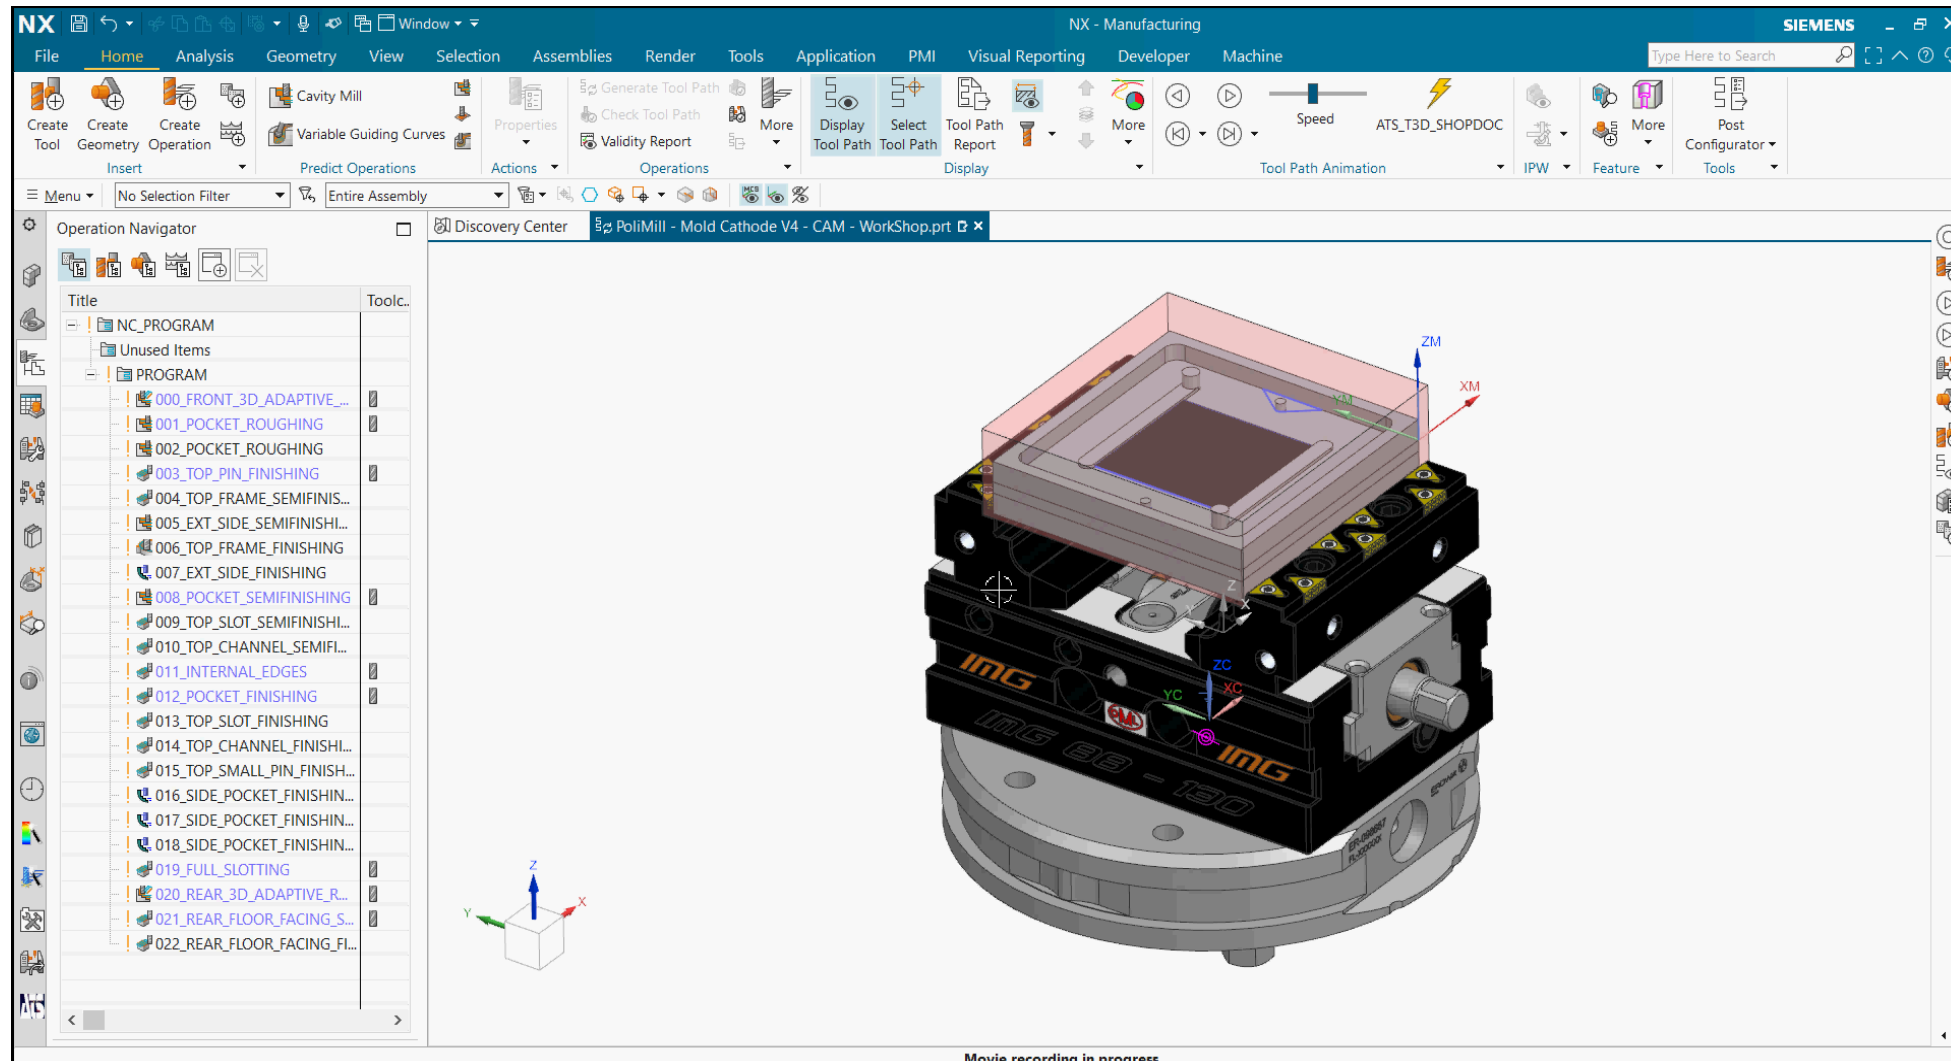 NX
Window
NX - Manufacturing
SIEMENS
File Home Analysis Geometry View Selection Assemblies Render Tools Application PMI Visual Reporting Developer Machine
Type Here to Search
Create Tool
Create Geometry
Create Operation
Cavity Mill
Variable Guiding Curves
Properties
Generate Tool Path
Check Tool Path
Validity Report
More
Display Tool Path
Select Tool Path
Tool Path Report
More
Speed
ATS_T3D_SHOPDOC
More
Post Configurator
Insert
Predict Operations
Actions
Operations
Display
Tool Path Animation
IPW
Feature
Tools
Menu
No Selection Filter
Entire Assembly
MCS
Operation Navigator
Discovery Center
PoliMill - Mold Cathode V4 - CAM - WorkShop.prt
Title
Toolc..
NC_PROGRAM
Unused Items
PROGRAM
000_FRONT_3D_ADAPTIVE_...
001_POCKET_ROUGHING
002_POCKET_ROUGHING
003_TOP_PIN_FINISHING
004_TOP_FRAME_SEMIFINIS...
005_EXT_SIDE_SEMIFINISHI...
006_TOP_FRAME_FINISHING
007_EXT_SIDE_FINISHING
008_POCKET_SEMIFINISHING
009_TOP_SLOT_SEMIFINISHI...
010_TOP_CHANNEL_SEMIFI...
011_INTERNAL_EDGES
012_POCKET_FINISHING
013_TOP_SLOT_FINISHING
014_TOP_CHANNEL_FINISHI...
015_TOP_SMALL_PIN_FINISH...
016_SIDE_POCKET_FINISHIN...
017_SIDE_POCKET_FINISHIN...
018_SIDE_POCKET_FINISHIN...
019_FULL_SLOTTING
020_REAR_3D_ADAPTIVE_R...
021_REAR_FLOOR_FACING_S...
022_REAR_FLOOR_FACING_FI...
ATS
ZM
XM
YM
Z
X
ZC
XC
YC
IMG
IMG
IMG 88 - 130
EROWA
Z
Y
X
Movie recording in progress